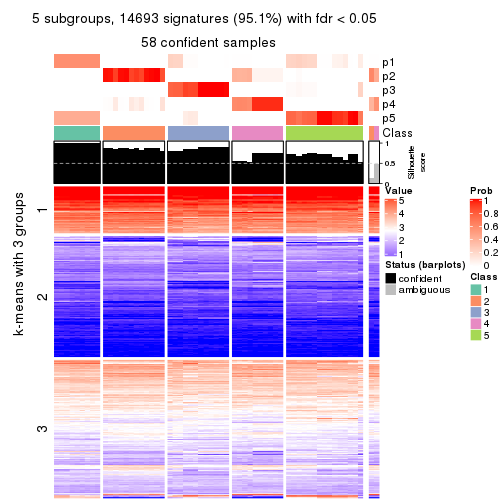 5 subgroups, 14693 signatures (95.1%) with fdr < 0.05
58 confident samples
p1
p2
p3
p4
p5
Class
1
0.5
0
Silhouette
score
k-means with 3 groups
1
2
3
Value
5
4
3
2
1
Status (barplots)
confident
ambiguous
Prob
1
0.8
0.6
0.4
0.2
0
Class
1
2
3
4
5